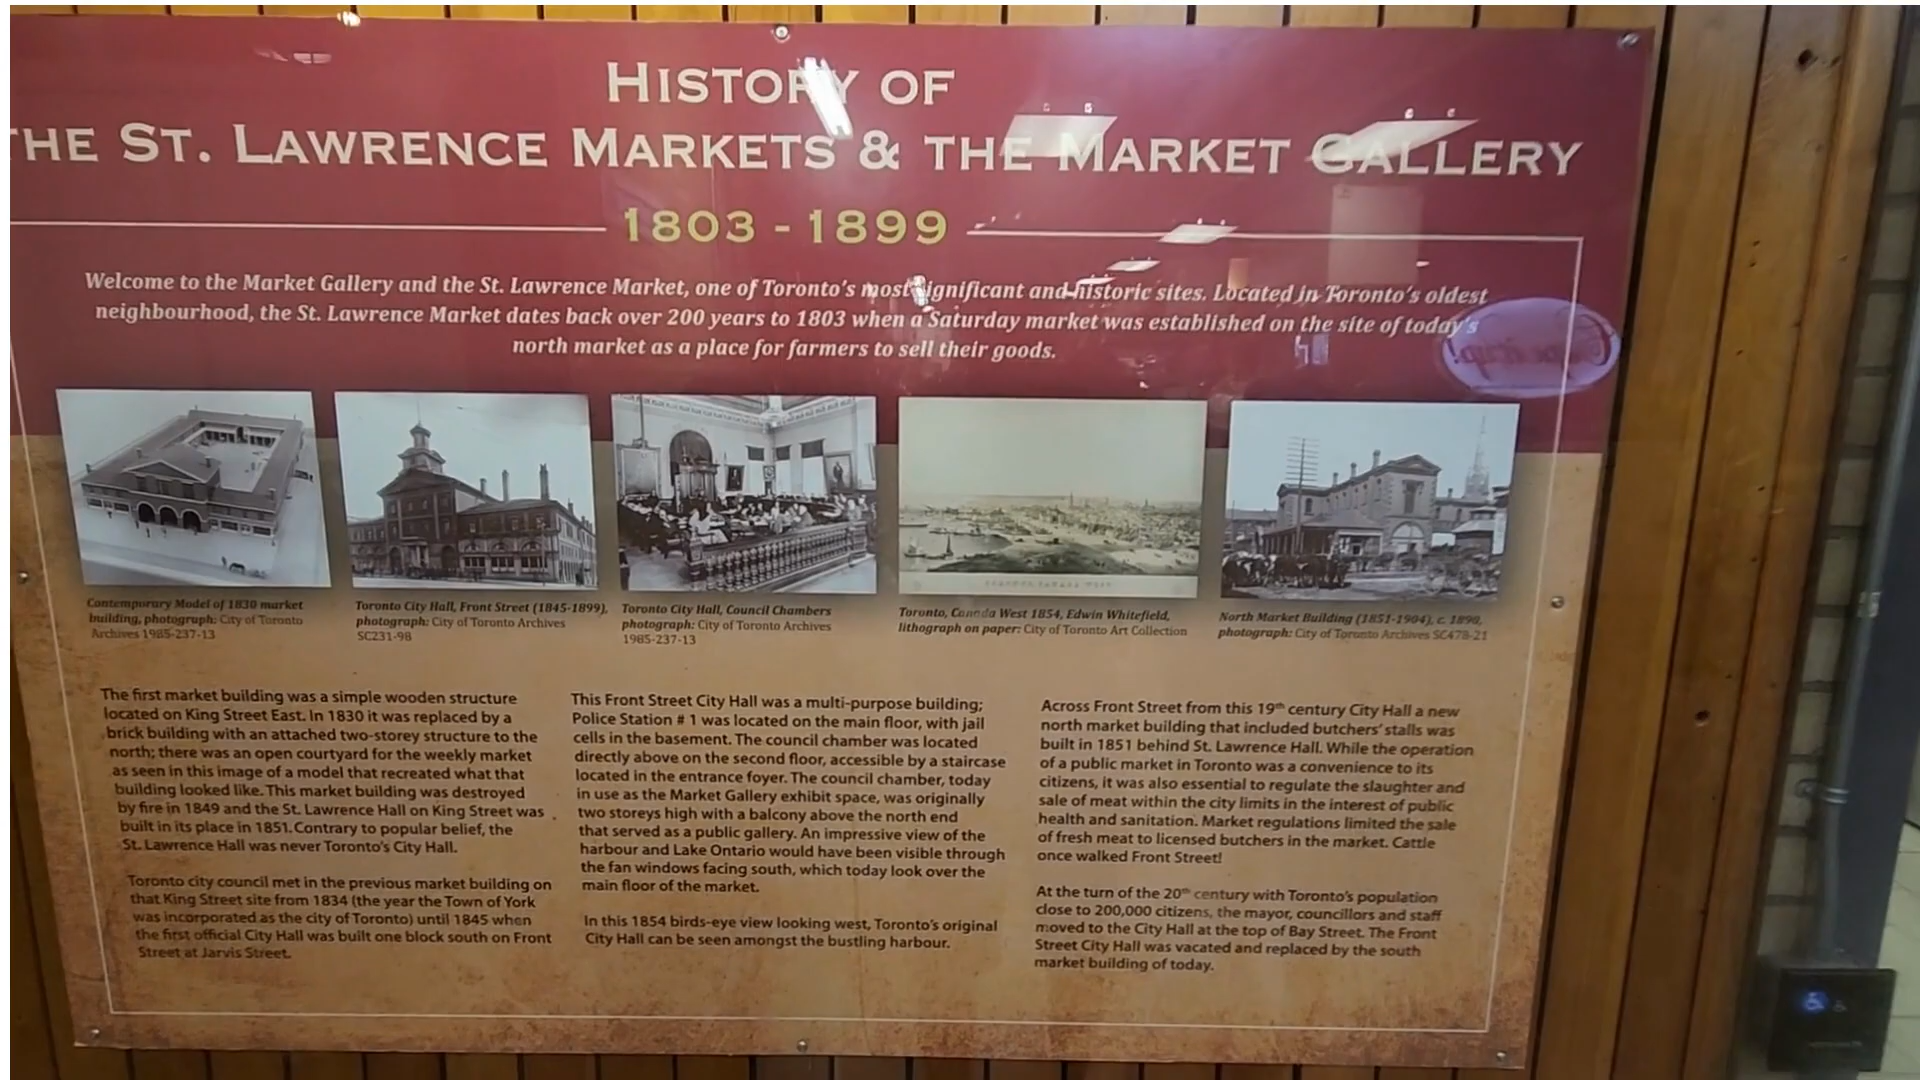 HISTORY OF
THE ST. LAWRENCE MARKETS & THE MARKET GALLERY
1803 - 1899
Welcome to the Market Gallery and the St. Lawrence Market, one of Toronto's most significant and historic sites. Located in Toronto's oldest
neighbourhood, the St. Lawrence Market dates back over 200 years to 1803 when a Saturday market was established on the site of today's
north market as a place for farmers to sell their goods.
Contemporary Model of 1830 market
building, photograph: City of Toronto
Archives 1985-237-13
Toronto City Hall, Front Street (1845-1899),
photograph: City of Toronto Archives
SC231-98
Toronto City Hall, Council Chambers
photograph: City of Toronto Archives
1985-237-13
Toronto, Canada West 1854, Edwin Whitefield,
lithograph on paper: City of Toronto Art Collection
North Market Building (1851-1904), c. 1890,
photograph: City of Toronto Archives SC478-21
The first market building was a simple wooden structure
located on King Street East. In 1830 it was replaced by a
brick building with an attached two-storey structure to the
north; there was an open courtyard for the weekly market
as seen in this image of a model that recreated what that
building looked like. This market building was destroyed
by fire in 1849 and the St. Lawrence Hall on King Street was
built in its place in 1851. Contrary to popular belief, the
St. Lawrence Hall was never Toronto's City Hall.
Toronto city council met in the previous market building on
that King Street site from 1834 (the year the Town of York
was incorporated as the city of Toronto) until 1845 when
the first official City Hall was built one block south on Front
Street at Jarvis Street.
This Front Street City Hall was a multi-purpose building;
Police Station # 1 was located on the main floor, with jail
cells in the basement. The council chamber was located
directly above on the second floor, accessible by a staircase
located in the entrance foyer. The council chamber, today
in use as the Market Gallery exhibit space, was originally
two storeys high with a balcony above the north end
that served as a public gallery. An impressive view of the
harbour and Lake Ontario would have been visible through
the fan windows facing south, which today look over the
main floor of the market.
In this 1854 birds-eye view looking west, Toronto's original
City Hall can be seen amongst the bustling harbour.
Across Front Street from this 19th century City Hall a new
north market building that included butchers' stalls was
built in 1851 behind St. Lawrence Hall. While the operation
of a public market in Toronto was a convenience to its
citizens, it was also essential to regulate the slaughter and
sale of meat within the city limits in the interest of public
health and sanitation. Market regulations limited the sale
of fresh meat to licensed butchers in the market. Cattle
once walked Front Street!
At the turn of the 20th century with Toronto's population
close to 200,000 citizens, the mayor, councillors and staff
moved to the City Hall at the top of Bay Street. The Front
Street City Hall was vacated and replaced by the south
market building of today.